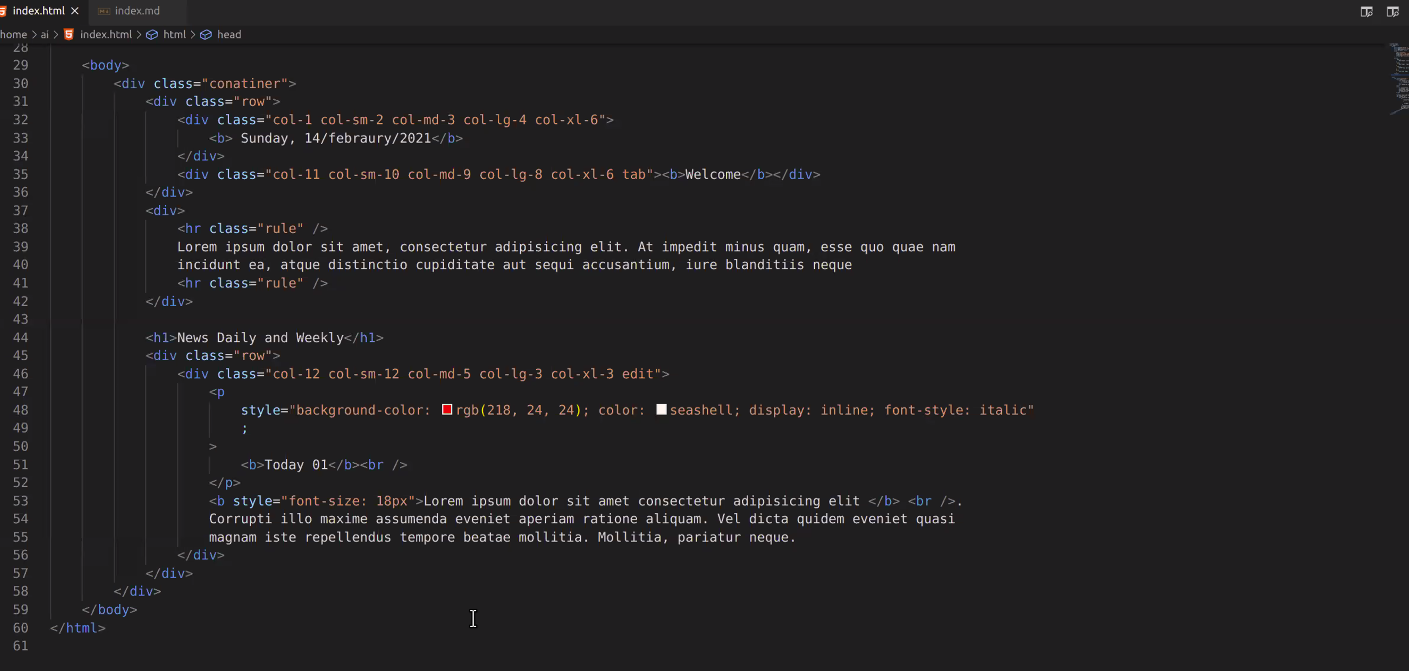 index.html × index.md
home > ai > index.html > html > head
28
29 <body>
30 <div class="conatiner">
31 <div class="row">
32 <div class="col-1 col-sm-2 col-md-3 col-lg-4 col-xl-6">
33 <b> Sunday, 14/febraury/2021</b>
34 </div>
35 <div class="col-11 col-sm-10 col-md-9 col-lg-8 col-xl-6 tab"><b>Welcome</b></div>
36 </div>
37 <div>
38 <hr class="rule" />
39 Lorem ipsum dolor sit amet, consectetur adipisicing elit. At impedit minus quam, esse quo quae nam
40 incidunt ea, atque distinctio cupiditate aut sequi accusantium, iure blanditiis neque
41 <hr class="rule" />
42 </div>
43
44 <h1>News Daily and Weekly</h1>
45 <div class="row">
46 <div class="col-12 col-sm-12 col-md-5 col-lg-3 col-xl-3 edit">
47 <p
48 style="background-color: rgb(218, 24, 24); color: seashell; display: inline; font-style: italic"
49 ;
50 >
51 <b>Today 01</b><br />
52 </p>
53 <b style="font-size: 18px">Lorem ipsum dolor sit amet consectetur adipisicing elit </b> <br />.
54 Corrupti illo maxime assumenda eveniet aperiam ratione aliquam. Vel dicta quidem eveniet quasi
55 magnam iste repellendus tempore beatae mollitia. Mollitia, pariatur neque.
56 </div>
57 </div>
58 </div>
59 </body>
60 </html>
61